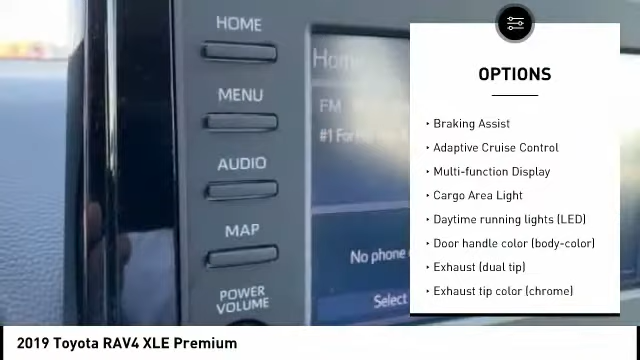 HOME
MENU
AUDIO
MAP
POWER
VOLUME
Home
FM
#1 For
No phone
Select
OPTIONS
• Braking Assist
• Adaptive Cruise Control
• Multi-function Display
• Cargo Area Light
• Daytime running lights (LED)
• Door handle color (body-color)
• Exhaust (dual tip)
• Exhaust tip color (chrome)
2019 Toyota RAV4 XLE Premium